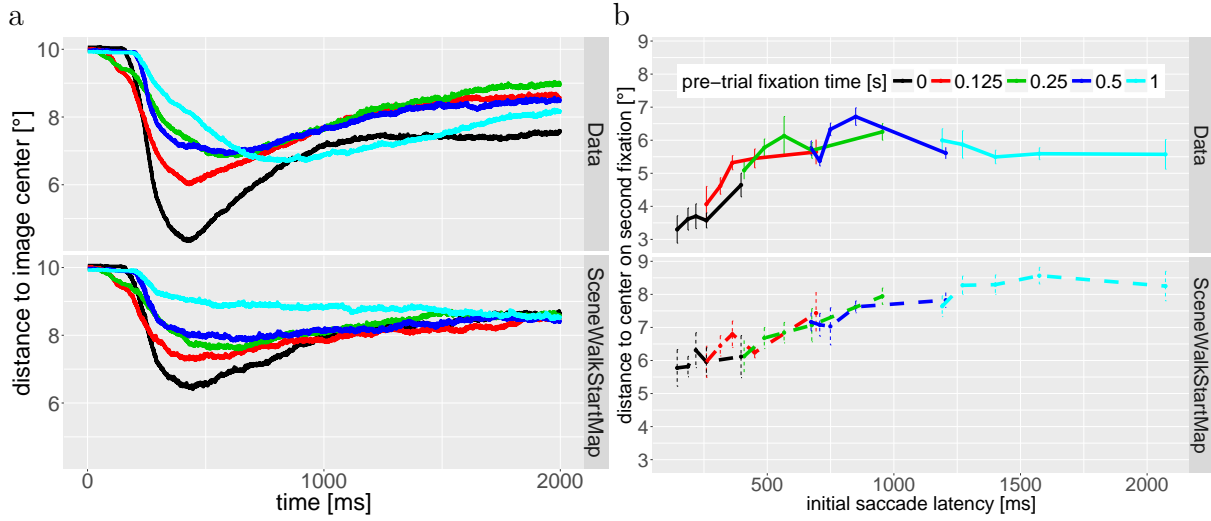 a
10
8
6
Data
10
8
6
SceneWalkStartMap
0
1000
2000
time [ms]
distance to image center [°]
b
9
8
7
6
5
4
3
pre-trial fixation time [s] 0 0.125 0.25 0.5 1
Data
9
8
7
6
5
4
3
SceneWalkStartMap
500
1000
1500
2000
initial saccade latency [ms]
distance to center on second fixation [°]